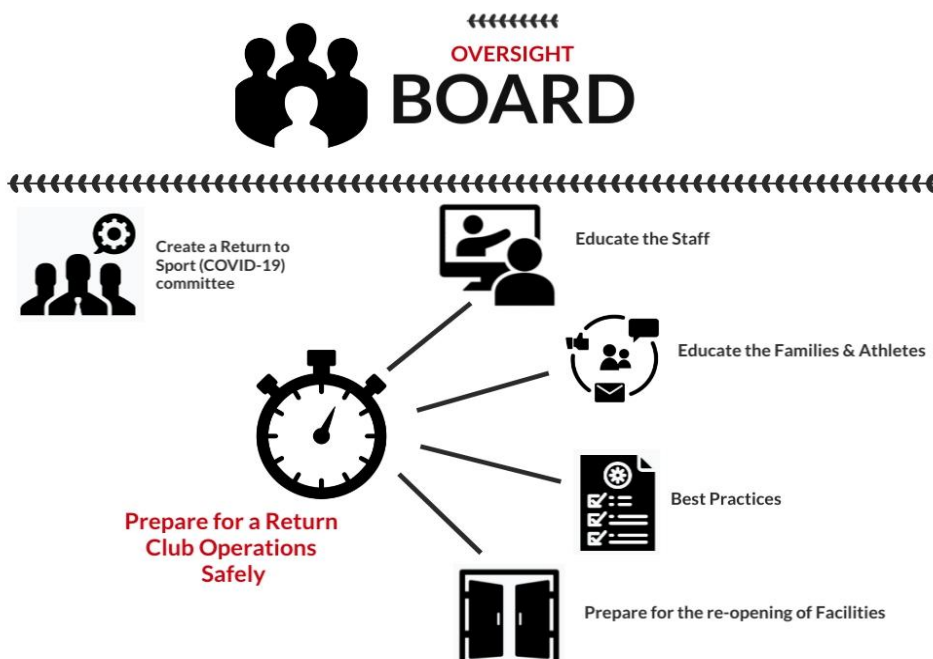 OVERSIGHT
BOARD
Create a Return to
Sport (COVID-19)
committee
Educate the Staff
Educate the Families & Athletes
Best Practices
Prepare for a Return
Club Operations
Safely
Prepare for the re-opening of Facilities